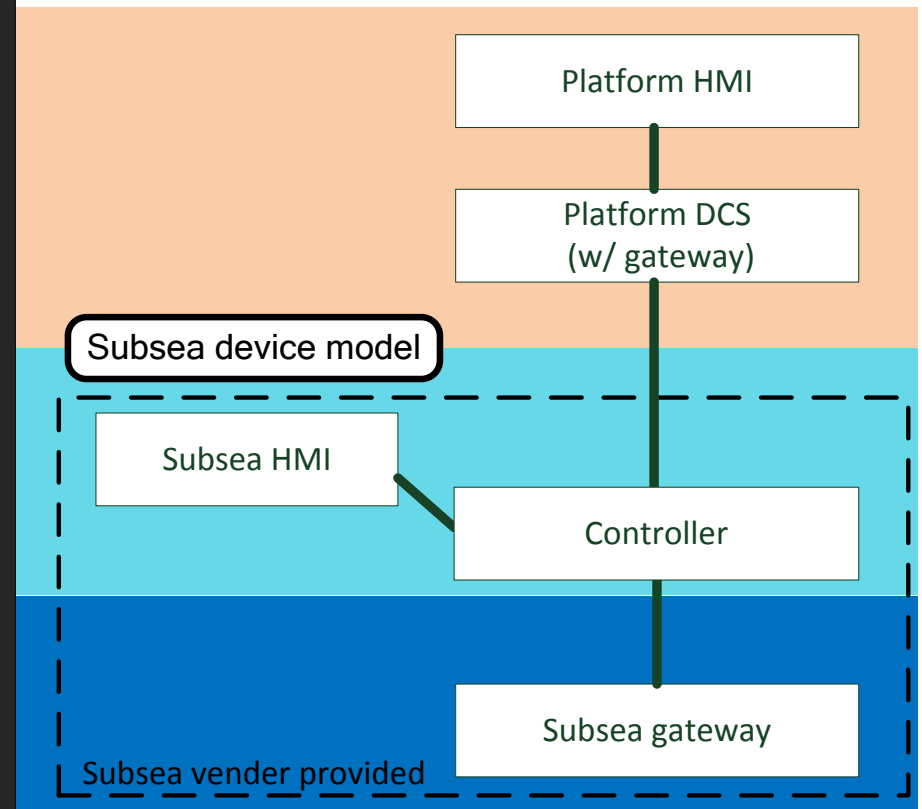 Platform HMI
Platform DCS
(w/ gateway)
Subsea device model
Subsea HMI
Controller
Subsea gateway
Subsea vender provided